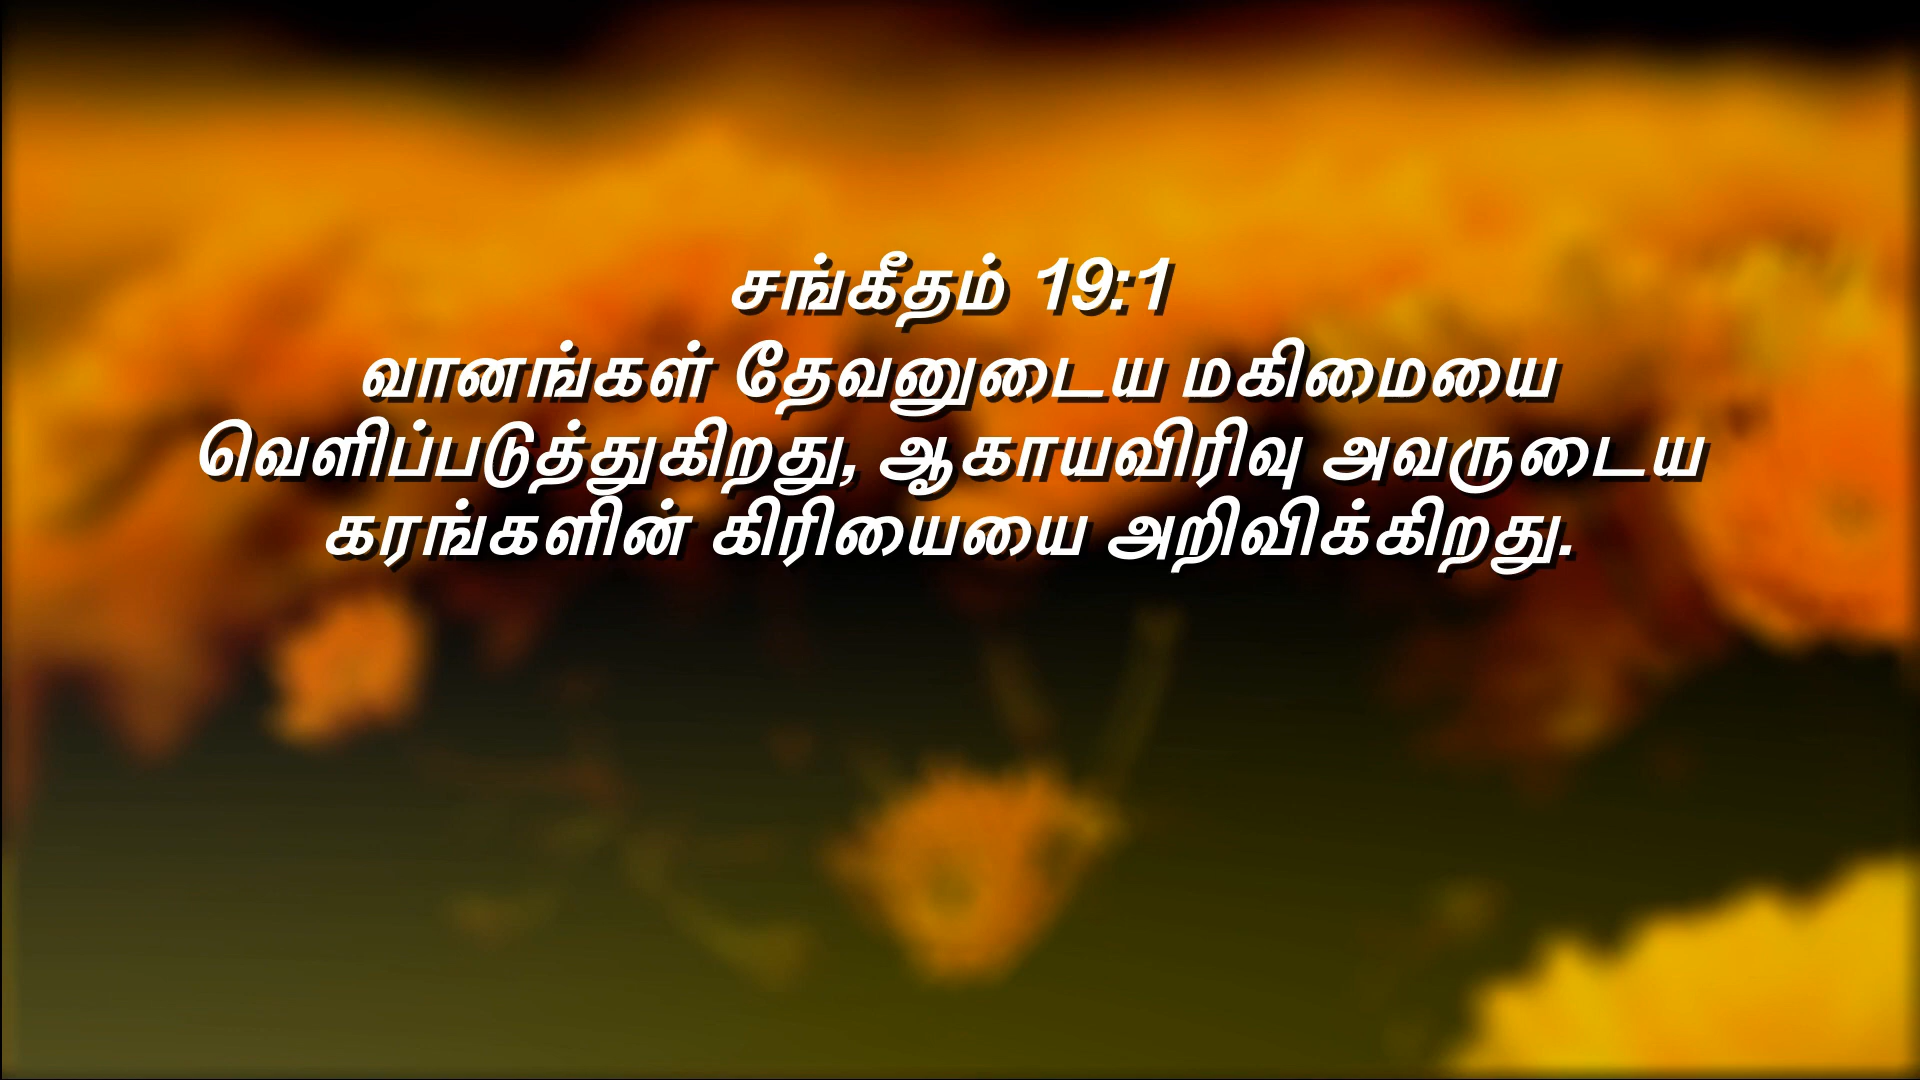 சங்கீதம் 19:1
வானங்கள் தேவனுடைய மகிமையை
வெளிப்படுத்துகிறது, ஆகாயவிரிவு அவருடைய
கரங்களின் கிரியையை அறிவிக்கிறது.